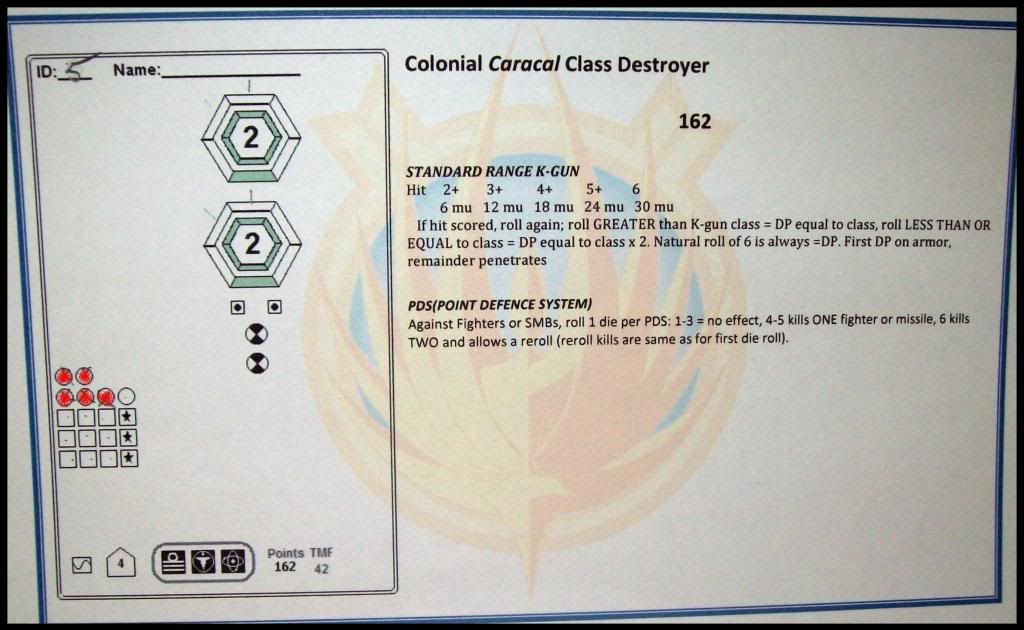 ID: 5 Name:
2
2
4
Points TMF
162 42
Colonial Caracal Class Destroyer
162
STANDARD RANGE K-GUN
Hit 2+ 3+ 4+ 5+ 6
6 mu 12 mu 18 mu 24 mu 30 mu
If hit scored, roll again; roll GREATER than K-gun class = DP equal to class, roll LESS THAN OR
EQUAL to class = DP equal to class x 2. Natural roll of 6 is always =DP. First DP on armor,
remainder penetrates
PDS(POINT DEFENCE SYSTEM)
Against Fighters or SMBs, roll 1 die per PDS: 1-3 = no effect, 4-5 kills ONE fighter or missile, 6 kills
TWO and allows a reroll (reroll kills are same as for first die roll).